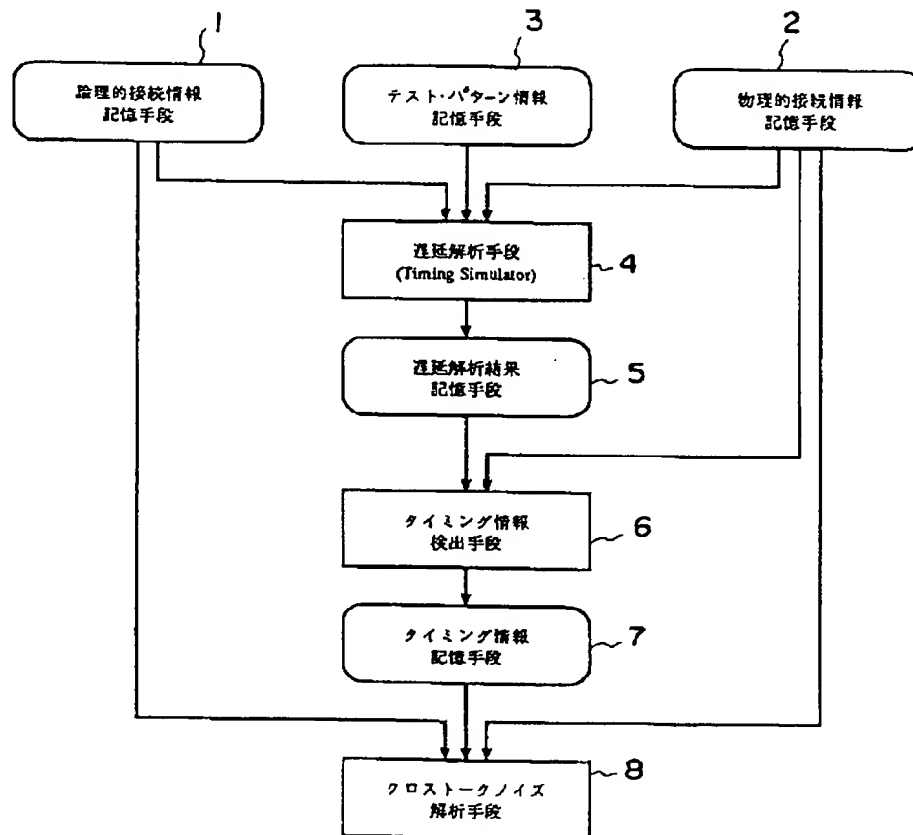 1
3
2
論理的接続情報
記憶手段
テスト・パターン情報
記憶手段
物理的接続情報
記憶手段
遅延解析手段
(Timing Simulator)
4
遅延解析結果
記憶手段
5
タイミング情報
検出手段
6
タイミング情報
記憶手段
7
クロストークノイズ
解析手段
8